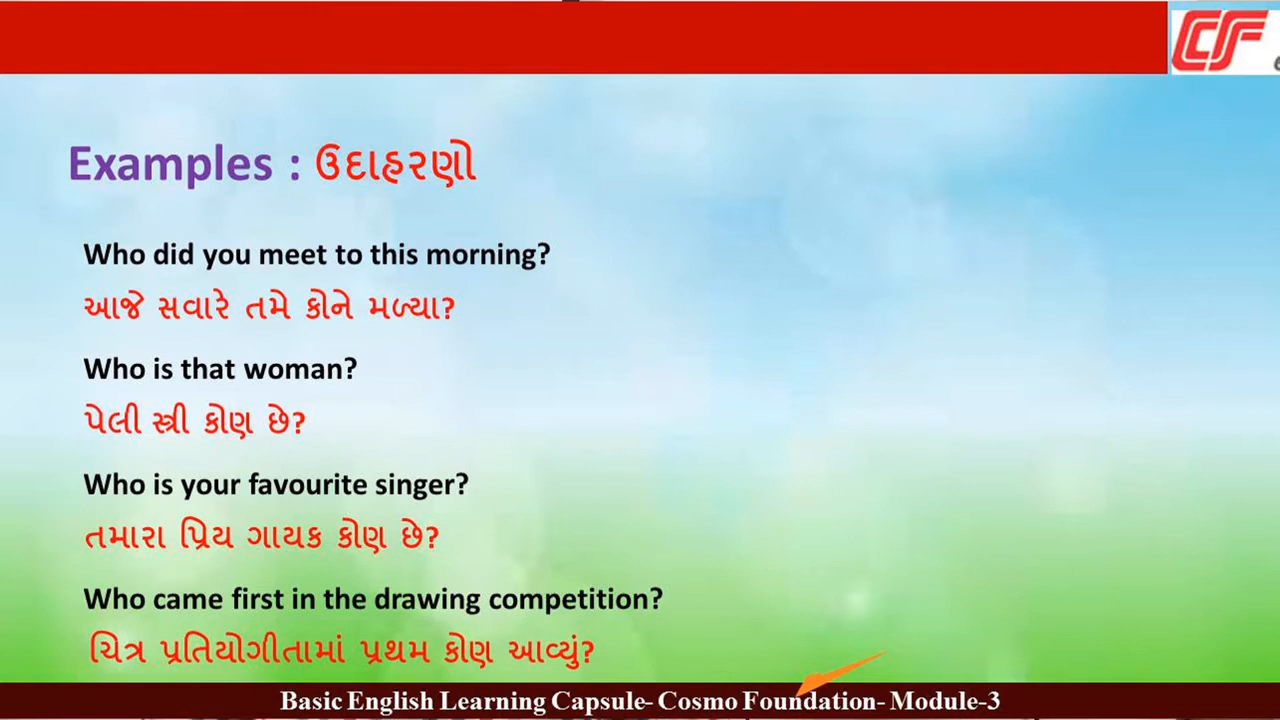 CF
Examples : ઉદાહરણો
Who did you meet to this morning?
આજે સવારે તમે કોને મળ્યા?
Who is that woman?
પેલી સ્ત્રી કોણ છે?
Who is your favourite singer?
તમારા પ્રિય ગાયક કોણ છે?
Who came first in the drawing competition?
ચિત્ર પ્રતિયોગીતામાં પ્રથમ કોણ આવ્યું?
Basic English Learning Capsule- Cosmo Foundation- Module-3